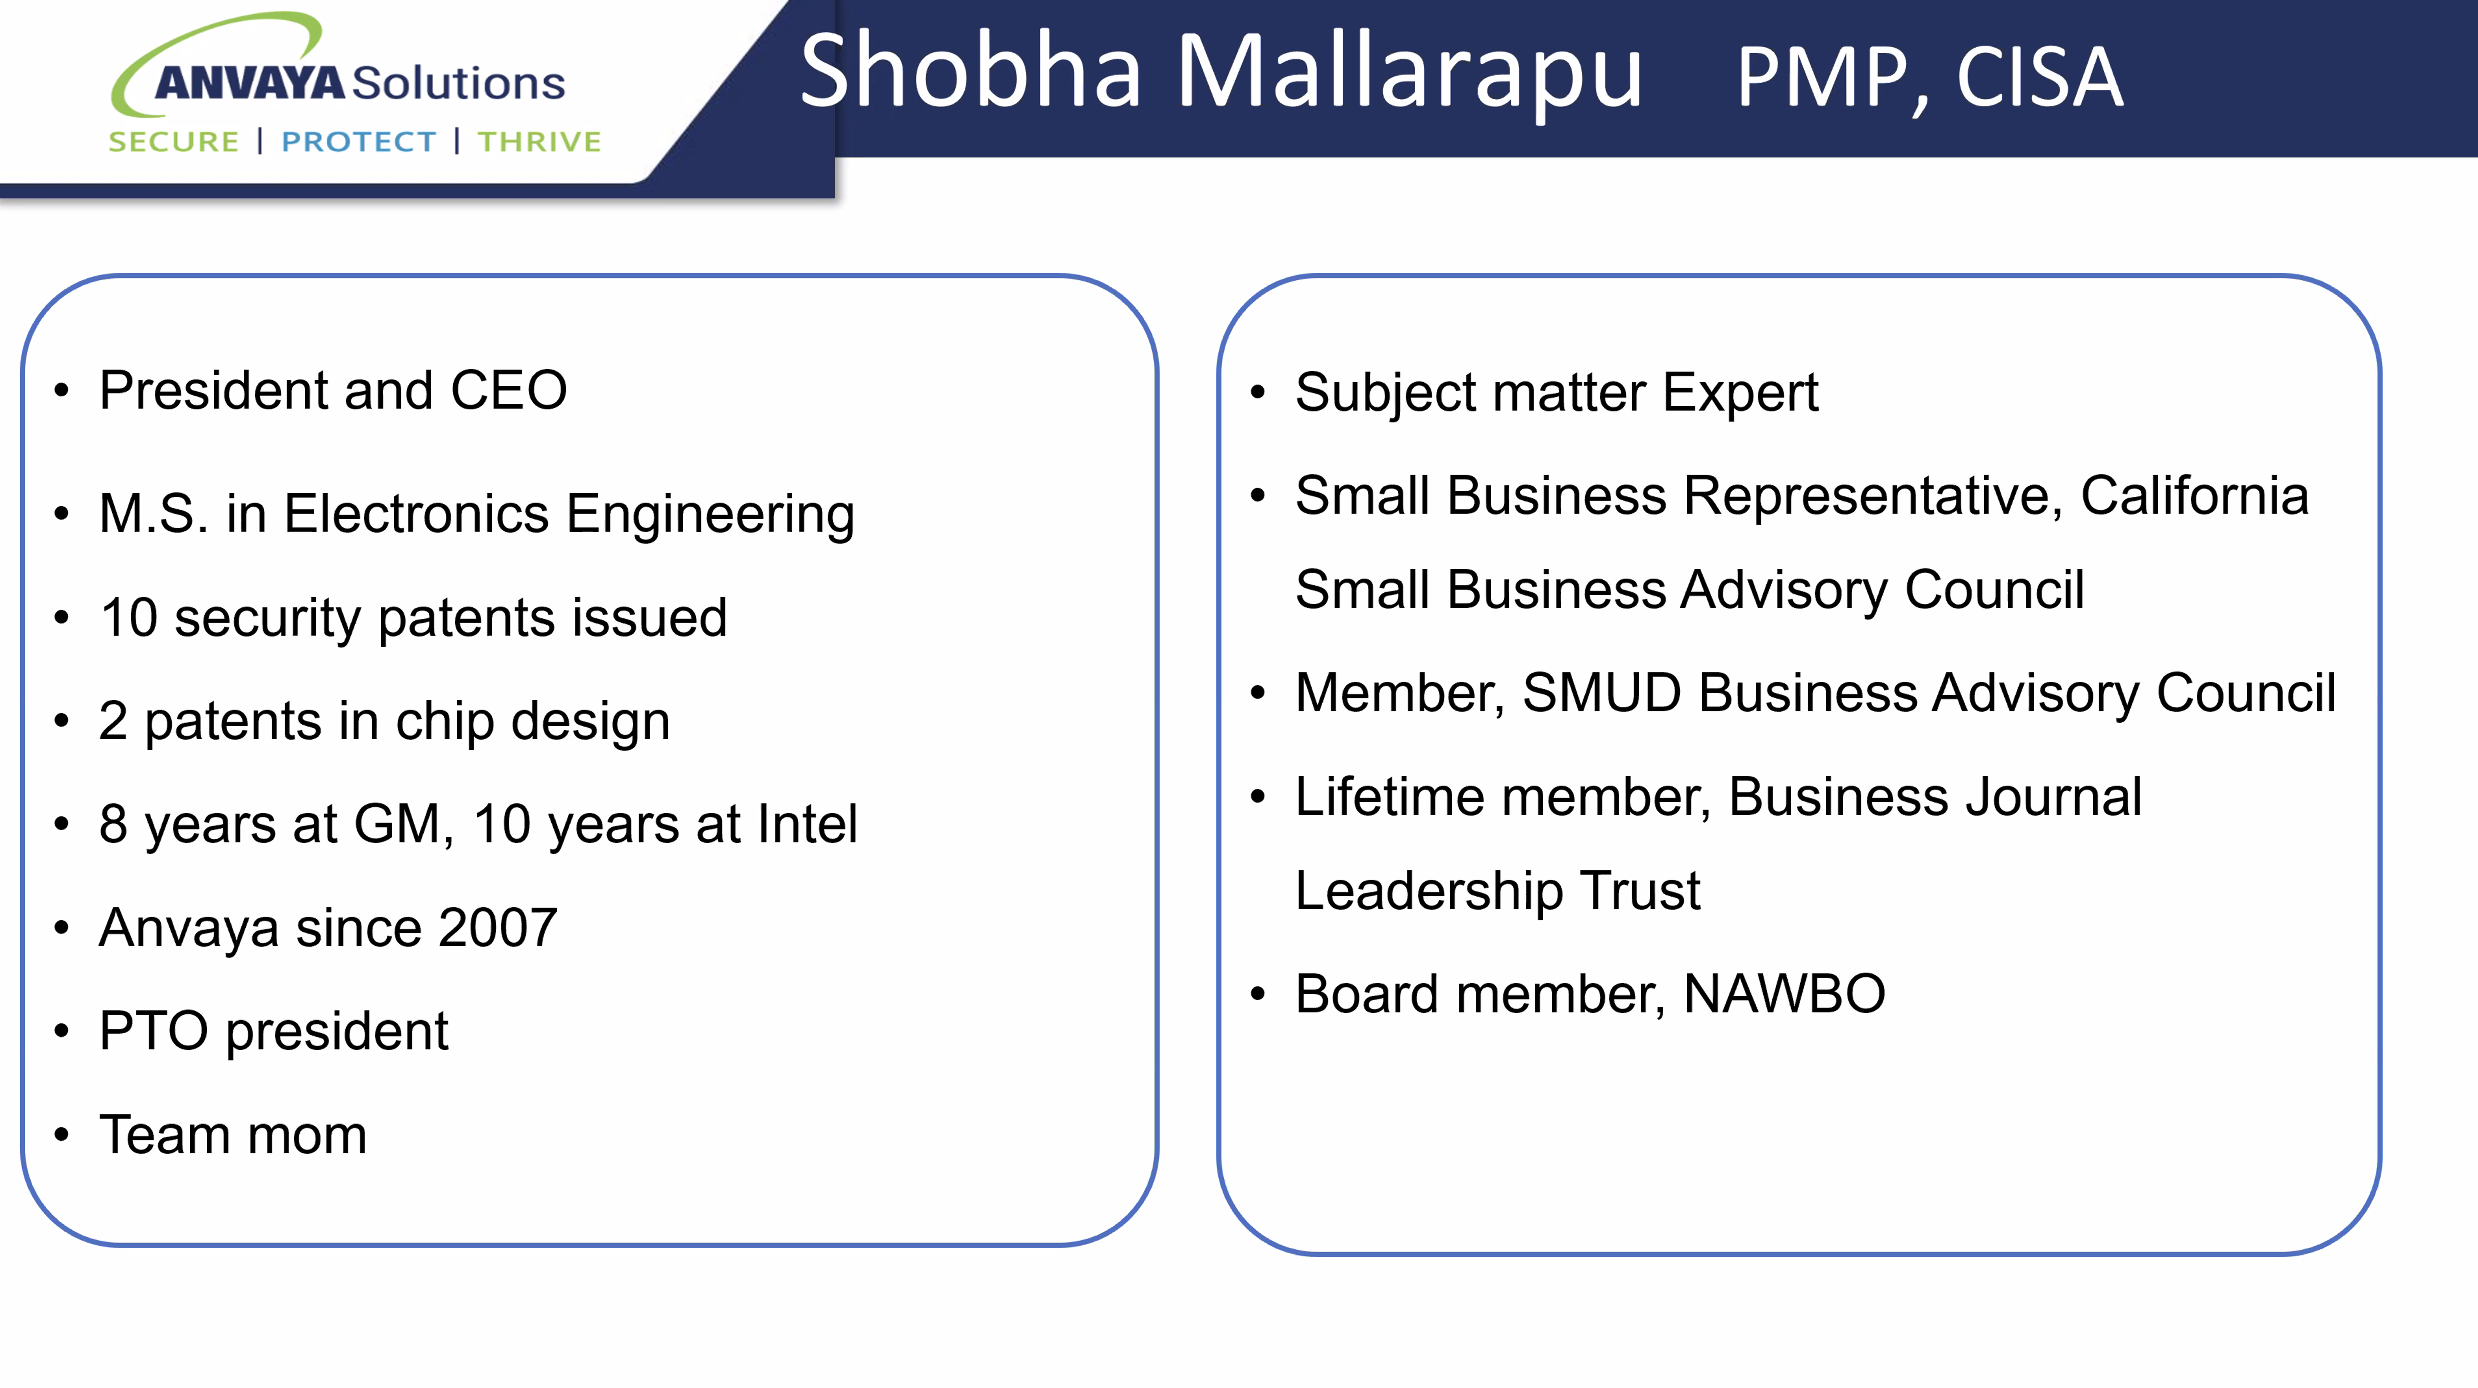 ANVAYA Solutions
SECURE | PROTECT | THRIVE
Shobha Mallarapu PMP, CISA
• President and CEO
• M.S. in Electronics Engineering
• 10 security patents issued
• 2 patents in chip design
• 8 years at GM, 10 years at Intel
• Anvaya since 2007
• PTO president
• Team mom
• Subject matter Expert
• Small Business Representative, California
Small Business Advisory Council
• Member, SMUD Business Advisory Council
• Lifetime member, Business Journal
Leadership Trust
• Board member, NAWBO